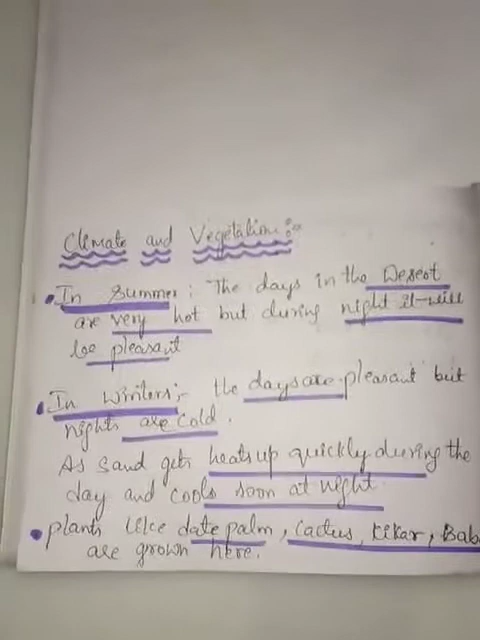 Climate and Vegetation:-
In Summer: The days in the Desert
are very hot but during night it will
be pleasant
In Winters:- the days are pleasant but
nights are cold.
As sand gets heats up quickly during the
day and cools soon at night.
plants like date palm, cactus, kikar, Bab
are grown here.